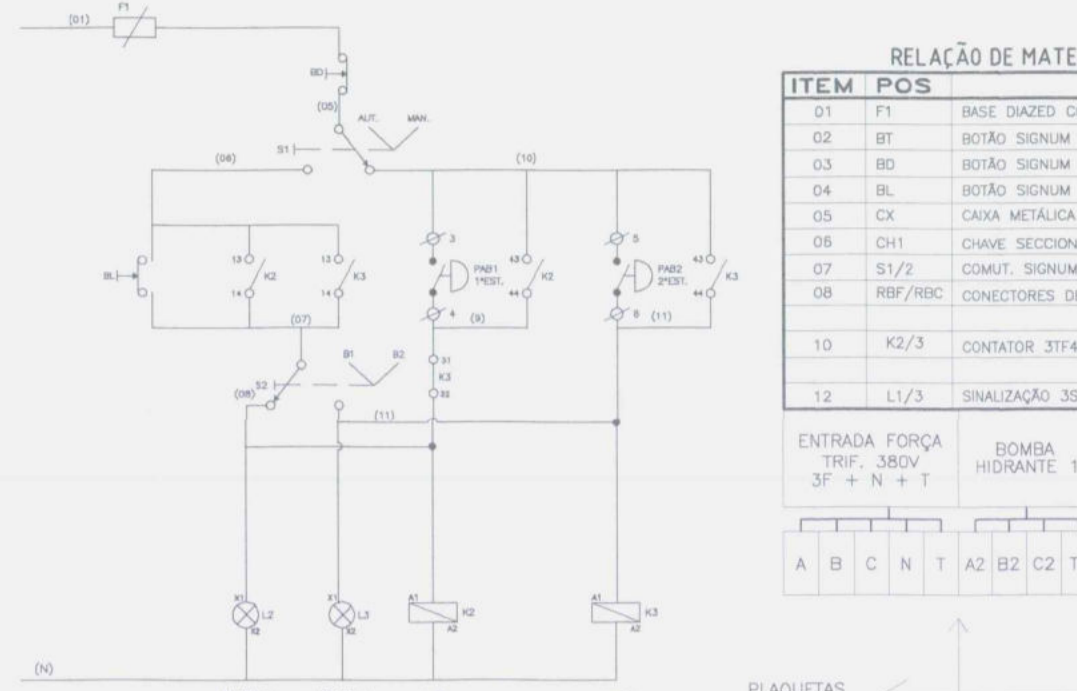 F1
(01)
BD
(05)
AUT.
MAN.
S1
(06)
(10)
3
5
13
K2
14
13
K3
14
BL
PAB1
1ªEST.
43
K2
44
PAB2
2ªEST.
43
K3
44
4
(9)
6
(11)
(07)
31
K3
32
B1
B2
S2
(08)
(11)
X1
L2
X2
X1
L3
X2
A1
K2
A2
A1
K3
A2
(N)
RELAÇÃO DE MATE
ITEM POS
01 F1 BASE DIAZED
02 BT BOTÃO SIGNUM
03 BD BOTÃO SIGNUM
04 BL BOTÃO SIGNUM
05 CX CAIXA METÁLICA
06 CH1 CHAVE SECCION
07 S1/2 COMUT. SIGNUM
08 RBF/RBC CONECTORES DE
10 K2/3 CONTATOR 3TF4
12 L1/3 SINALIZAÇÃO 3S
ENTRADA FORÇA
TRIF. 380V
3F + N + T
BOMBA
HIDRANTE 1
A B C N T A2 B2 C2 T
PLAQUETAS